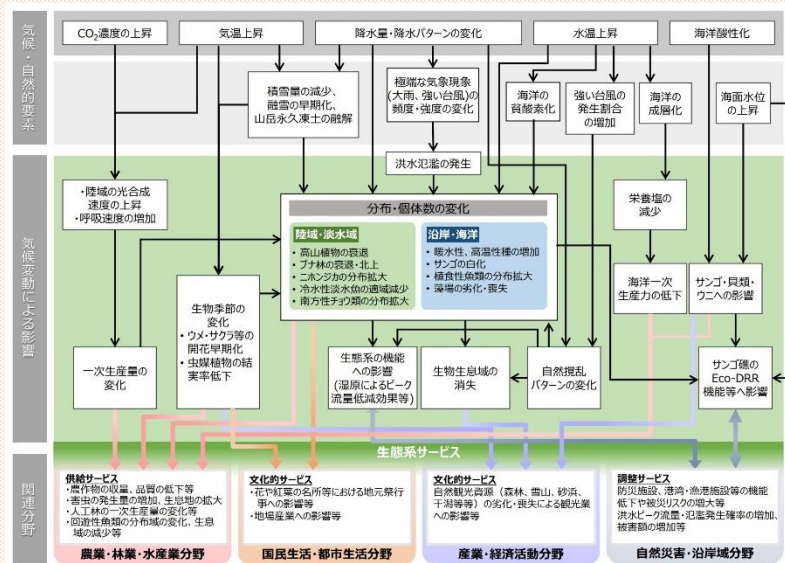 気候・自然的要素
CO₂濃度の上昇
気温上昇
降水量・降水パターンの変化
水温上昇
海洋酸性化
積雪量の減少、
融雪の早期化、
山岳永久凍土の融解
極端な気象現象
(大雨、強い台風)の
頻度・強度の変化
海洋の
貧酸素化
強い台風の
発生割合
の増加
海洋の
成層化
海面水位
の上昇
気候変動による影響
洪水氾濫の発生
・陸域の光合成
速度の上昇
・呼吸速度の増加
分布・個体数の変化
陸域・淡水域
• 高山植物の衰退
• ブナ林の衰退・北上
• ニホンジカの分布拡大
• 冷水性淡水魚の適域減少
• 南方性チョウ類の分布拡大
沿岸・海洋
• 暖水性、高温性種の増加
• サンゴの白化
• 植食性魚類の分布拡大
• 藻場の劣化・喪失
栄養塩の
減少
海洋一次
生産力の低下
サンゴ・貝類・
ウニへの影響
生物季節の
変化
• ウメ・サクラ等の
開花早期化
• 虫媒植物の結
実率低下
一次生産量の
変化
生態系の機能
への影響
(湿原によるピーク
流量低減効果等)
生物生息域の
消失
自然撹乱
パターンの変化
サンゴ礁の
Eco-DRR
機能等へ影響
生態系サービス
関連分野
供給サービス
・農作物の収量、品質の低下等
・害虫の発生量の増加、生息地の拡大
・人工林の一次生産量の変化等
・回遊性魚類の分布域の変化、生息
域の減少等
農業・林業・水産業分野
文化的サービス
・花や紅葉の名所等における地元祭行
事への影響等
・地場産業への影響等
国民生活・都市生活分野
文化的サービス
自然観光資源（森林、雪山、砂浜、
干潟等等）の劣化・喪失による観光業
への影響等
産業・経済活動分野
調整サービス
防災施設、港湾・漁港施設等の機能
低下や被災リスクの増大等
洪水ピーク流量・氾濫発生確率の増加、
被害額の増加等
自然災害・沿岸域分野